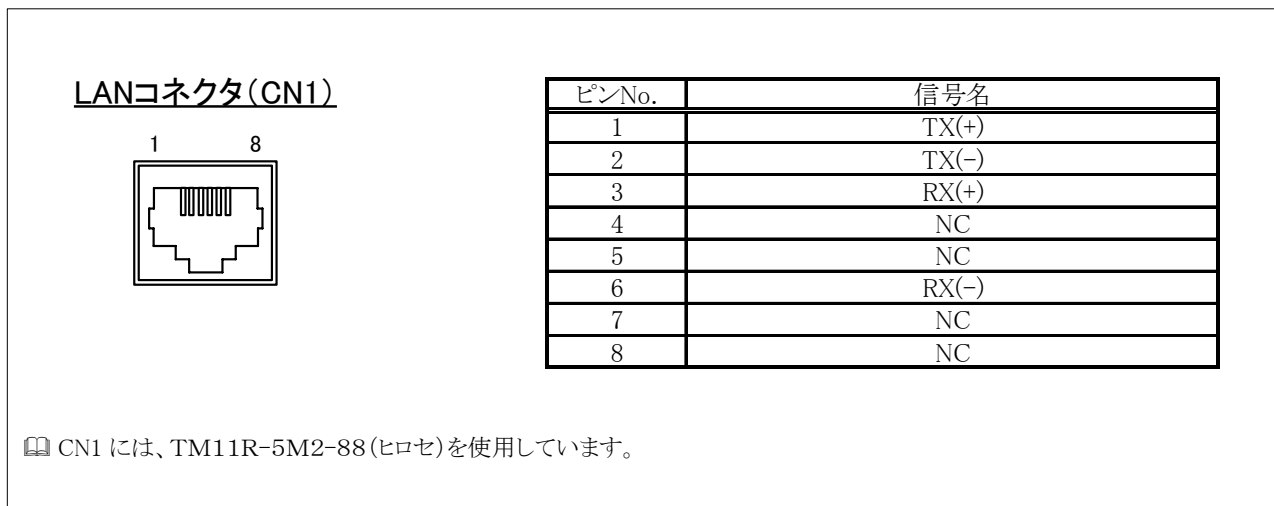 LANコネクタ(CN1)
1 8
ピンNo. 信号名
1 TX(+)
2 TX(-)
3 RX(+)
4 NC
5 NC
6 RX(-)
7 NC
8 NC
CN1 には、TM11R-5M2-88(ヒロセ)を使用しています。